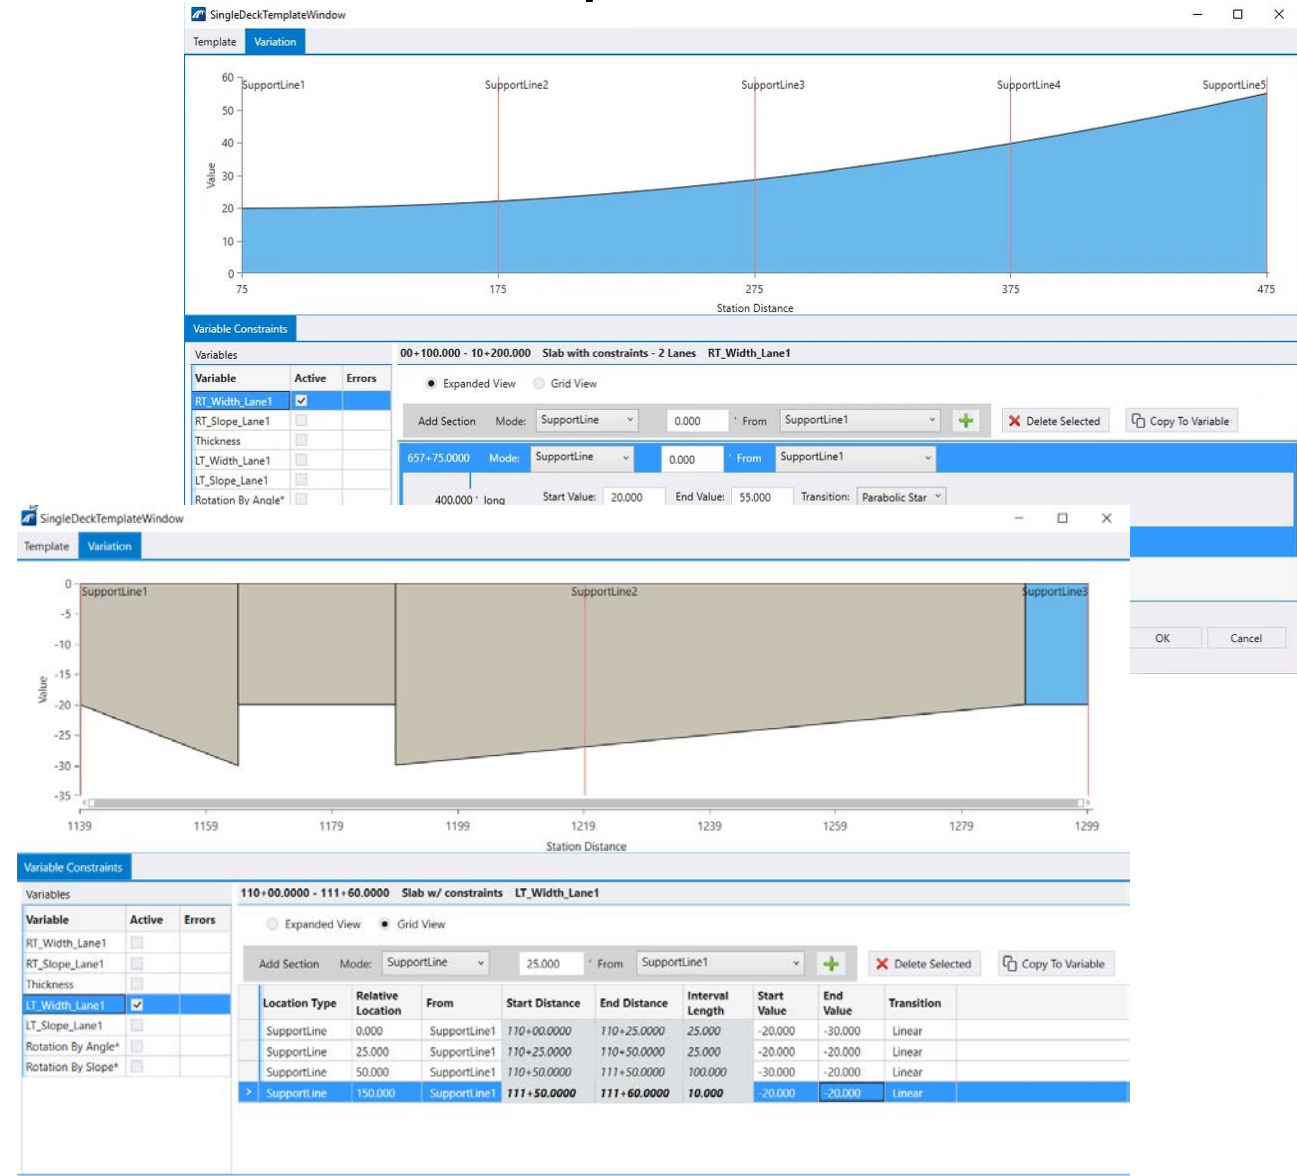 SingleDeckTemplateWindow
Template Variation
SupportLine1 SupportLine2 SupportLine3 SupportLine4 SupportLine5
60
50
40
30
20
10
0
Value
75 175 275 375 475
Station Distance
Variable Constraints
Variables
Variable Active Errors
RT_Width_Lane1
RT_Slope_Lane1
Thickness
LT_Width_Lane1
LT_Slope_Lane1
Rotation By Angle*
00+100.000 - 10+200.000 Slab with constraints - 2 Lanes RT_Width_Lane1
Expanded View Grid View
Add Section Mode: SupportLine 0.000 ' From SupportLine1 Delete Selected Copy To Variable
657+75.0000 Mode: SupportLine 0.000 ' From SupportLine1
400.000 ' long Start Value: 20.000 End Value: 55.000 Transition: Parabolic Star
OK Cancel
SingleDeckTemplateWindow
Template Variation
SupportLine1 SupportLine2 SupportLine3
0
-5
-10
-15
-20
-25
-30
-35
Value
1139 1159 1179 1199 1219 1239 1259 1279 1299
Station Distance
Variable Constraints
Variables
Variable Active Errors
RT_Width_Lane1
RT_Slope_Lane1
Thickness
LT_Width_Lane1
LT_Slope_Lane1
Rotation By Angle*
Rotation By Slope*
110+00.0000 - 111+60.0000 Slab w/ constraints LT_Width_Lane1
Expanded View Grid View
Add Section Mode: SupportLine 25.000 ' From SupportLine1 Delete Selected Copy To Variable
Location Type Relative Location From Start Distance End Distance Interval Length Start Value End Value Transition
SupportLine 0.000 SupportLine1 110+00.0000 110+25.0000 25.000 -20.000 -30.000 Linear
SupportLine 25.000 SupportLine1 110+25.0000 110+50.0000 25.000 -20.000 -20.000 Linear
SupportLine 50.000 SupportLine1 110+50.0000 111+50.0000 100.000 -30.000 -20.000 Linear
> SupportLine 150.000 SupportLine1 111+50.0000 111+60.0000 10.000 -20.000 -20.000 Linear